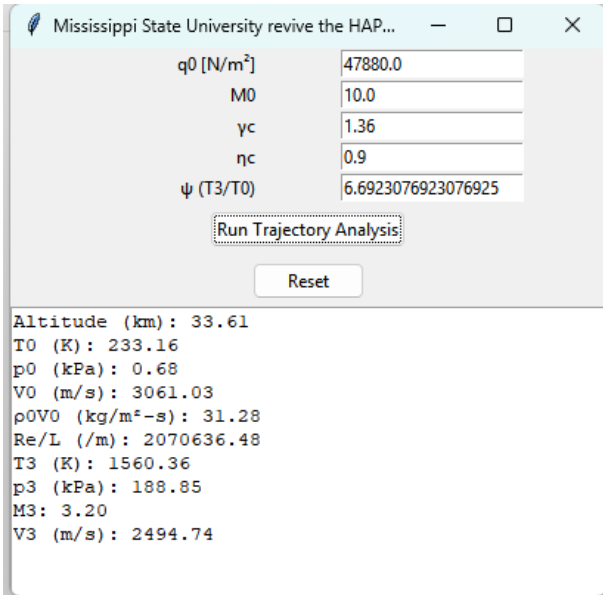 Mississippi State University revive the HAP...
q0 [N/m²] 47880.0
M0 10.0
γc 1.36
ηc 0.9
ψ (T3/T0) 6.6923076923076925
Run Trajectory Analysis
Reset
Altitude (km): 33.61
T0 (K): 233.16
p0 (kPa): 0.68
V0 (m/s): 3061.03
ρ0V0 (kg/m²-s): 31.28
Re/L (/m): 2070636.48
T3 (K): 1560.36
p3 (kPa): 188.85
M3: 3.20
V3 (m/s): 2494.74